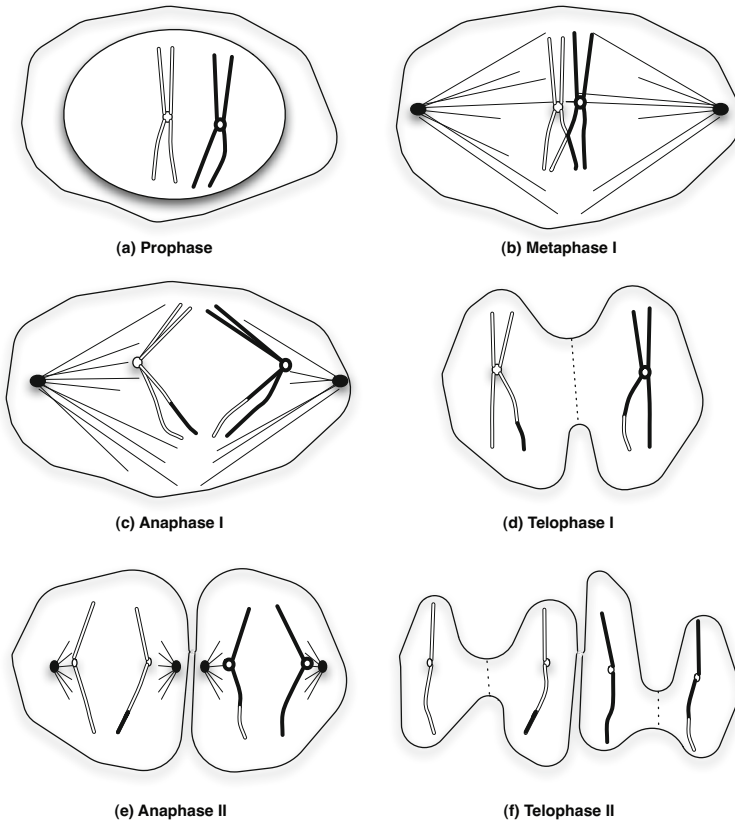 (a) Prophase
(b) Metaphase I
(c) Anaphase I
(d) Telophase I
(e) Anaphase II
(f) Telophase II